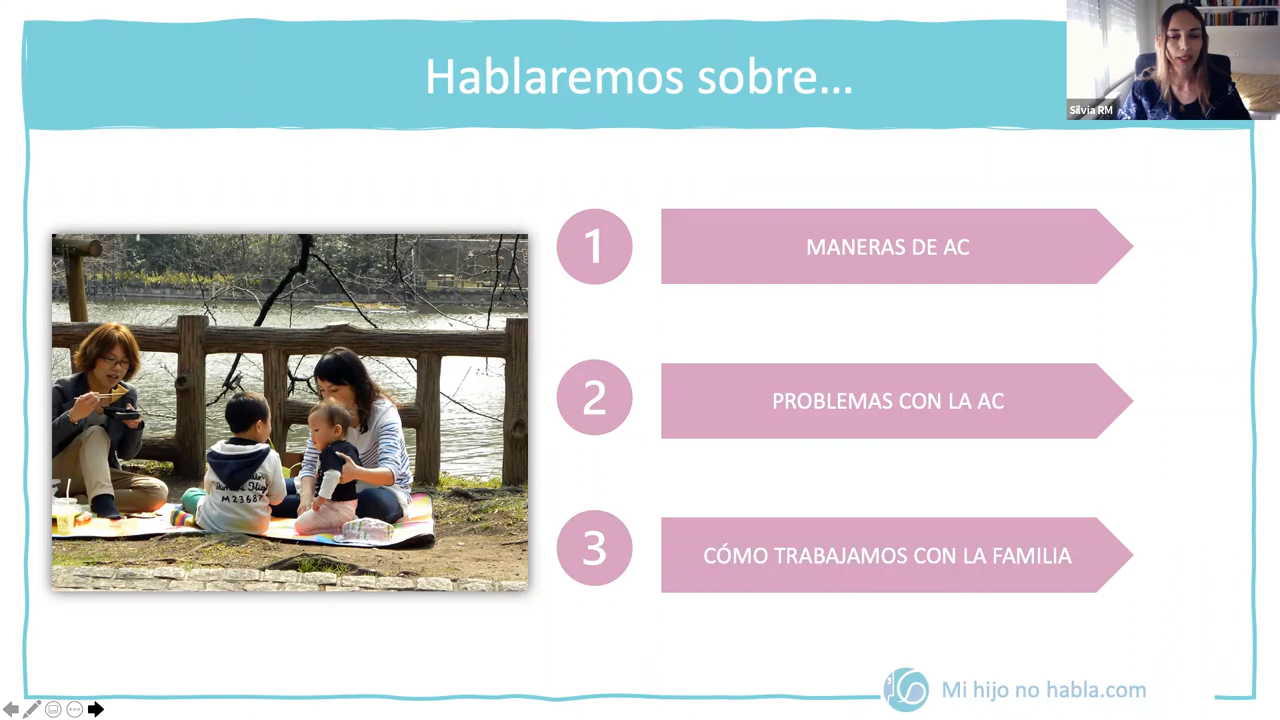 Hablaremos sobre...
Silvia RM
1
MANERAS DE AC
2
PROBLEMAS CON LA AC
3
CÓMO TRABAJAMOS CON LA FAMILIA
M23687
Mi hijo no habla.com